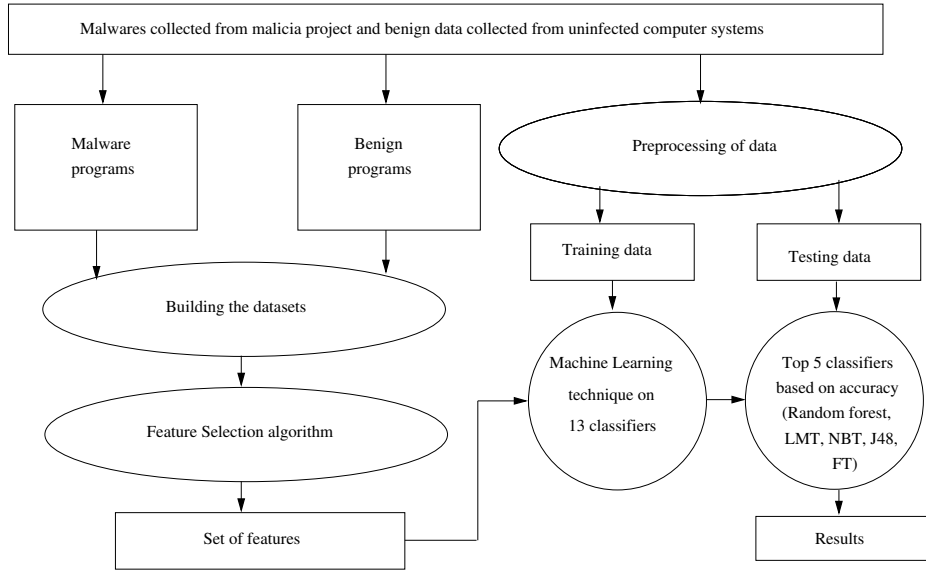 Malwares collected from malicia project and benign data collected from uninfected computer systems
Malware
programs
Benign
programs
Preprocessing of data
Training data
Testing data
Building the datasets
Machine Learning
technique on
13 classifiers
Top 5 classifiers
based on accuracy
(Random forest,
LMT, NBT, J48,
FT)
Feature Selection algorithm
Set of features
Results